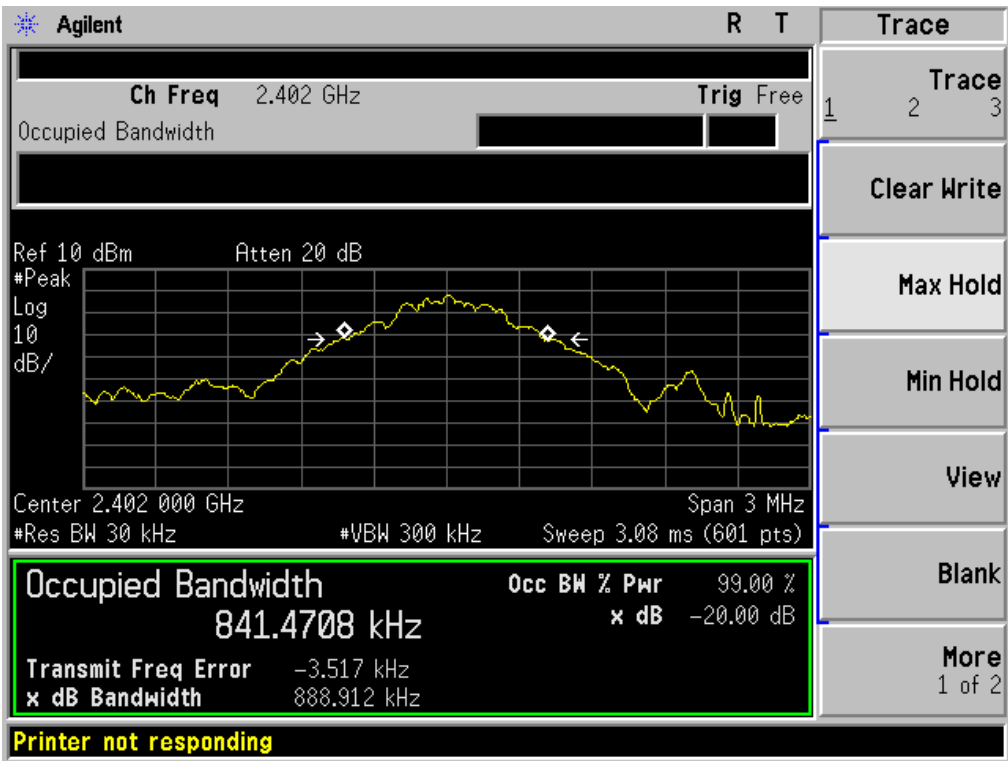 Agilent R T Trace
Ch Freq 2.402 GHz Trig Free
Occupied Bandwidth
Trace
1 2 3
Clear Write
Max Hold
Min Hold
View
Blank
More
1 of 2
Ref 10 dBm Atten 20 dB
#Peak
Log
10
dB/
Center 2.402 000 GHz Span 3 MHz
#Res BW 30 kHz #VBW 300 kHz Sweep 3.08 ms (601 pts)
Occupied Bandwidth Occ BW % Pwr 99.00 %
841.4708 kHz x dB -20.00 dB
Transmit Freq Error -3.517 kHz
x dB Bandwidth 888.912 kHz
Printer not responding